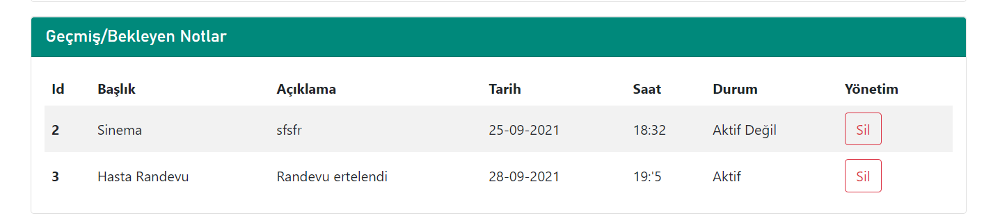 Geçmiş/Bekleyen Notlar
Id Başlık Açıklama Tarih Saat Durum Yönetim
2 Sinema sfsfr 25-09-2021 18:32 Aktif Değil Sil
3 Hasta Randevu Randevu ertelendi 28-09-2021 19:'5 Aktif Sil